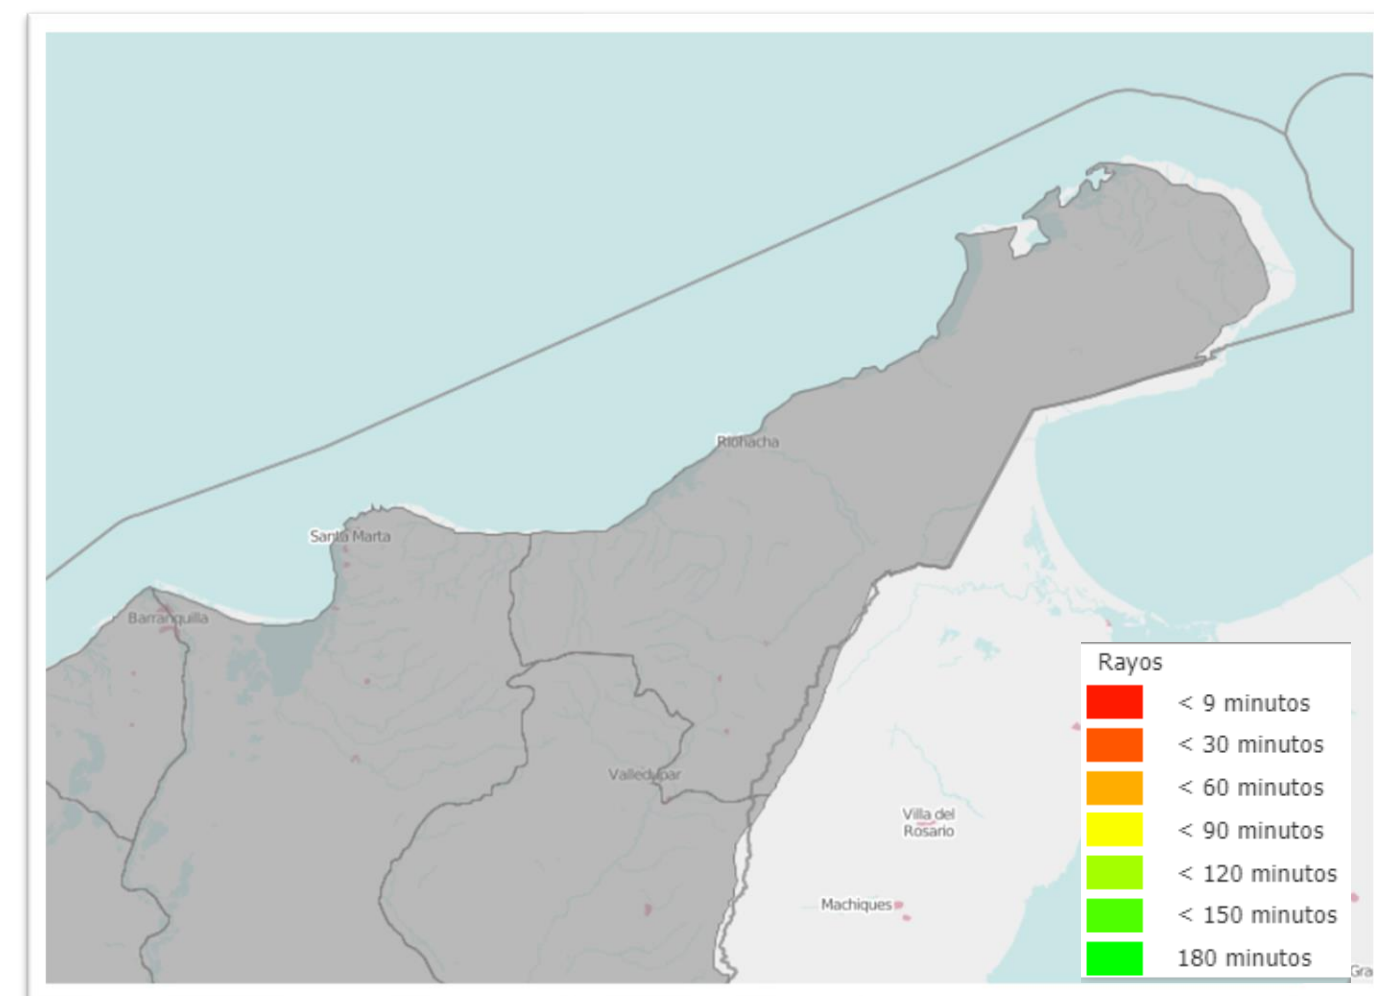 Riohacha
Santa Marta
Barranquilla
Valledupar
Villa del
Rosario
Machiques
Gra
Rayos
< 9 minutos
< 30 minutos
< 60 minutos
< 90 minutos
< 120 minutos
< 150 minutos
180 minutos